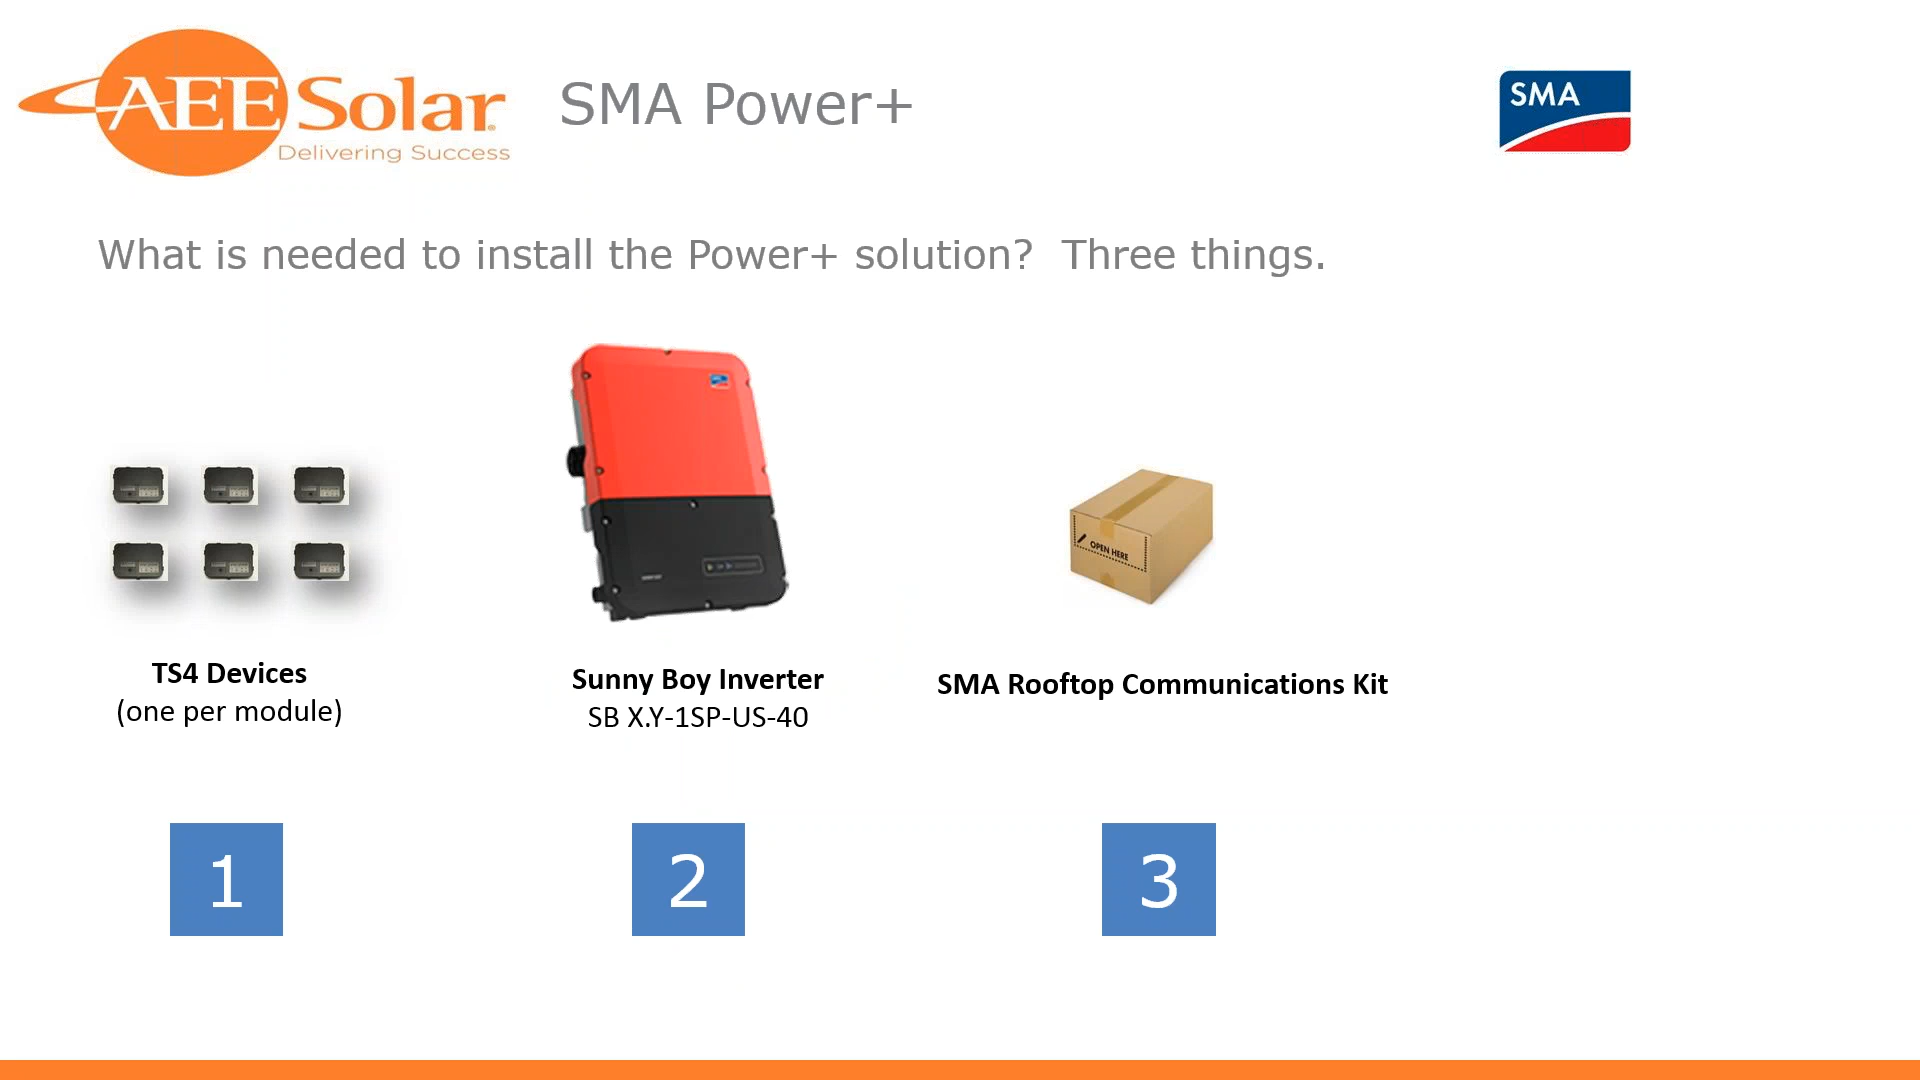 AEE Solar
Delivering Success
SMA Power+
SMA
What is needed to install the Power+ solution?  Three things.
OPEN HERE
TS4 Devices
(one per module)
Sunny Boy Inverter
SB X.Y-1SP-US-40
SMA Rooftop Communications Kit
1
2
3